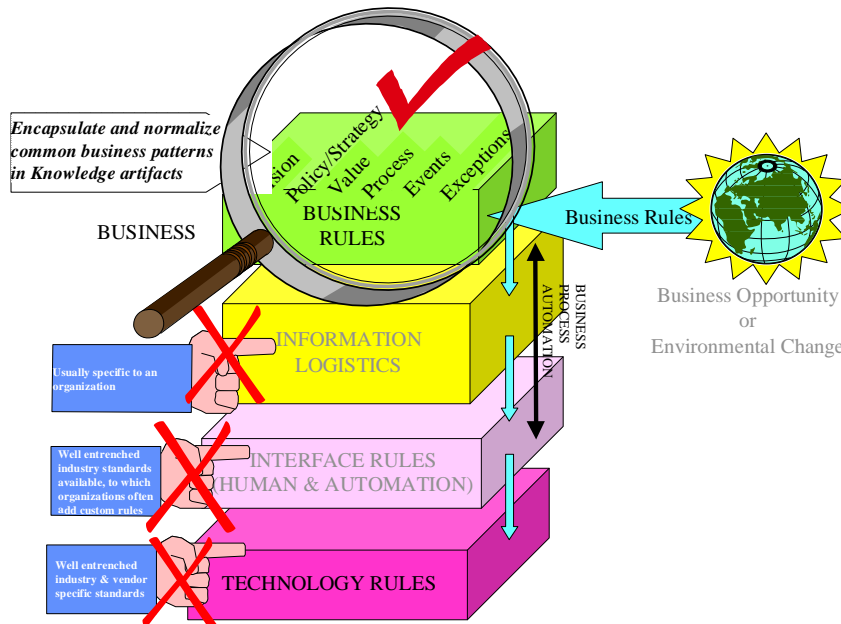 Encapsulate and normalize
common business patterns
in Knowledge artifacts
Policy/Strategy
Value
Process
Events
Exceptions
BUSINESS
RULES
BUSINESS
Business Rules
Business Opportunity
or
Environmental Change
BUSINESS
PROCESS
AUTOMATION
INFORMATION
LOGISTICS
Usually specific to an
organization
Well entrenched
industry standards
available, to which
organizations often
add custom rules
INTERFACE RULES
(HUMAN & AUTOMATION)
Well entrenched
industry & vendor
specific standards
TECHNOLOGY RULES